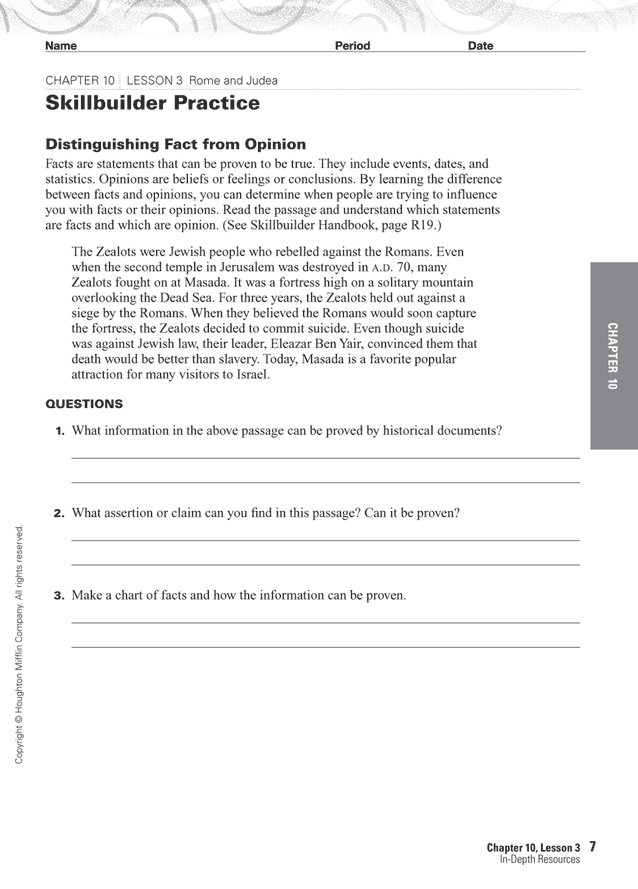 Name Period Date
CHAPTER 10 LESSON 3 Rome and Judea
Skillbuilder Practice
Distinguishing Fact from Opinion
Facts are statements that can be proven to be true. They include events, dates, and
statistics. Opinions are beliefs or feelings or conclusions. By learning the difference
between facts and opinions, you can determine when people are trying to influence
you with facts or their opinions. Read the passage and understand which statements
are facts and which are opinion. (See Skillbuilder Handbook, page R19.)
The Zealots were Jewish people who rebelled against the Romans. Even
when the second temple in Jerusalem was destroyed in A.D. 70, many
Zealots fought on at Masada. It was a fortress high on a solitary mountain
overlooking the Dead Sea. For three years, the Zealots held out against a
siege by the Romans. When they believed the Romans would soon capture
the fortress, the Zealots decided to commit suicide. Even though suicide
was against Jewish law, their leader, Eleazar Ben Yair, convinced them that
death would be better than slavery. Today, Masada is a favorite popular
attraction for many visitors to Israel.
QUESTIONS
1. What information in the above passage can be proved by historical documents?
2. What assertion or claim can you find in this passage? Can it be proven?
3. Make a chart of facts and how the information can be proven.
CHAPTER 10
Copyright © Houghton Mifflin Company. All rights reserved.
Chapter 10, Lesson 3 7
In-Depth Resources